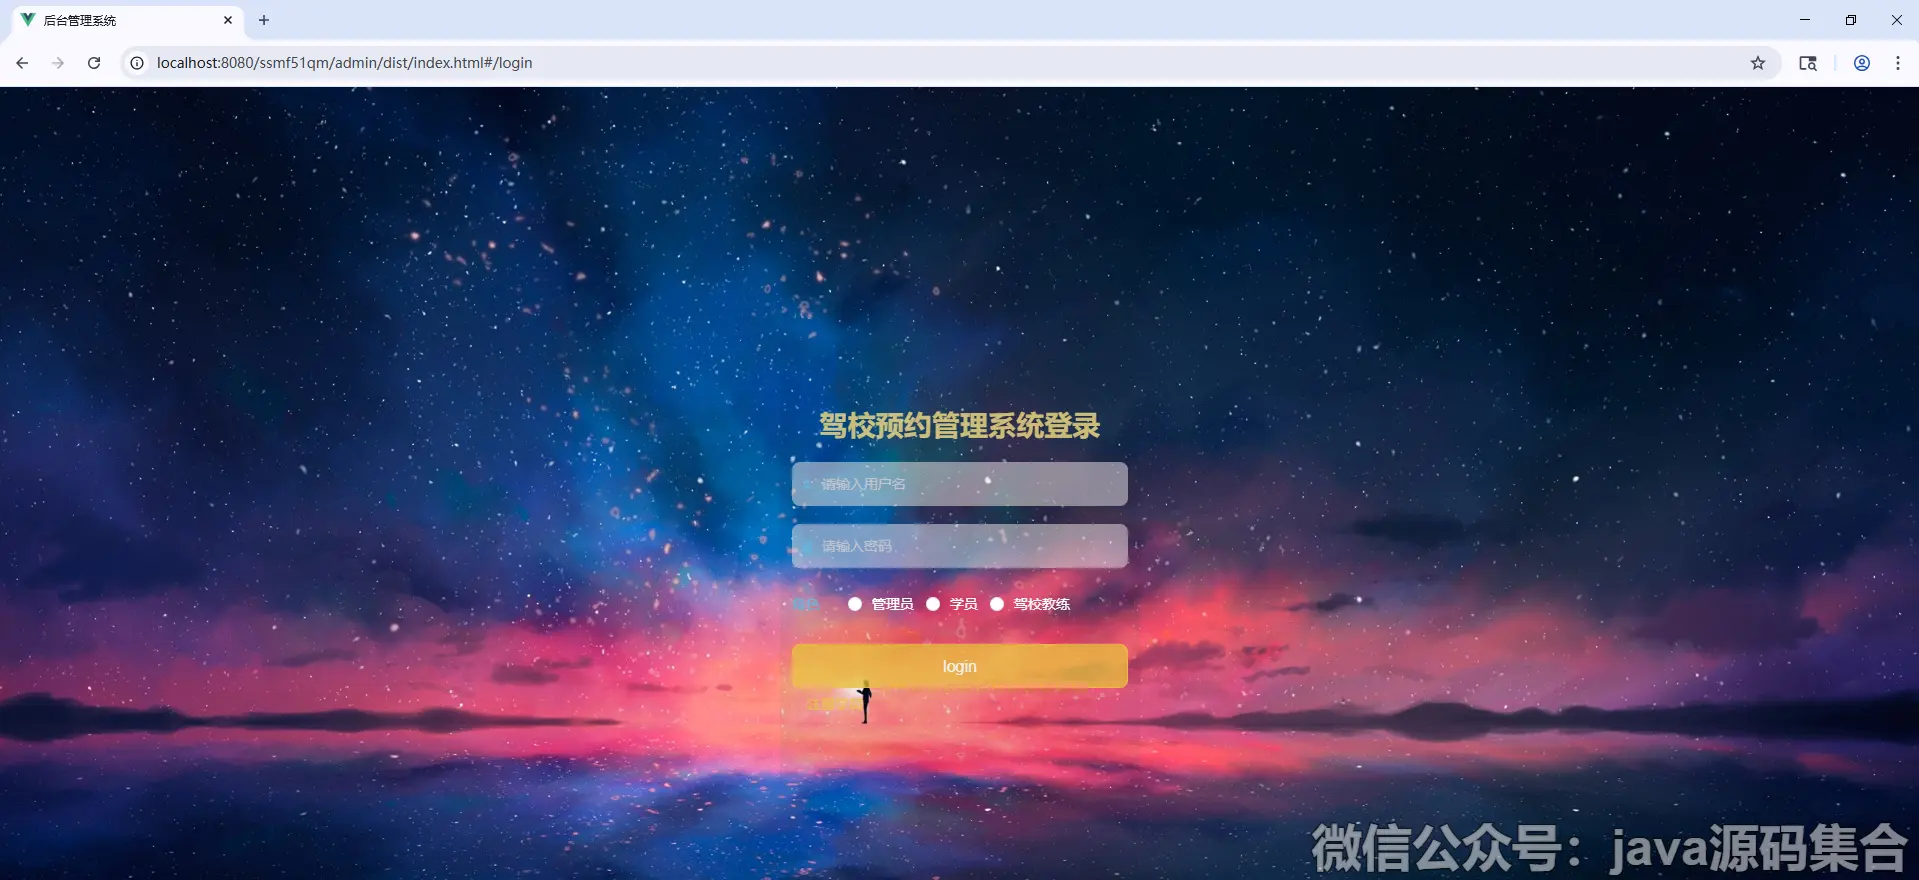 后台管理系统
localhost:8080/ssmf51qm/admin/dist/index.html#/login
驾校预约管理系统登录
请输入用户名
请输入密码
管理员 学员 驾校教练
login
微信公众号：java源码集合